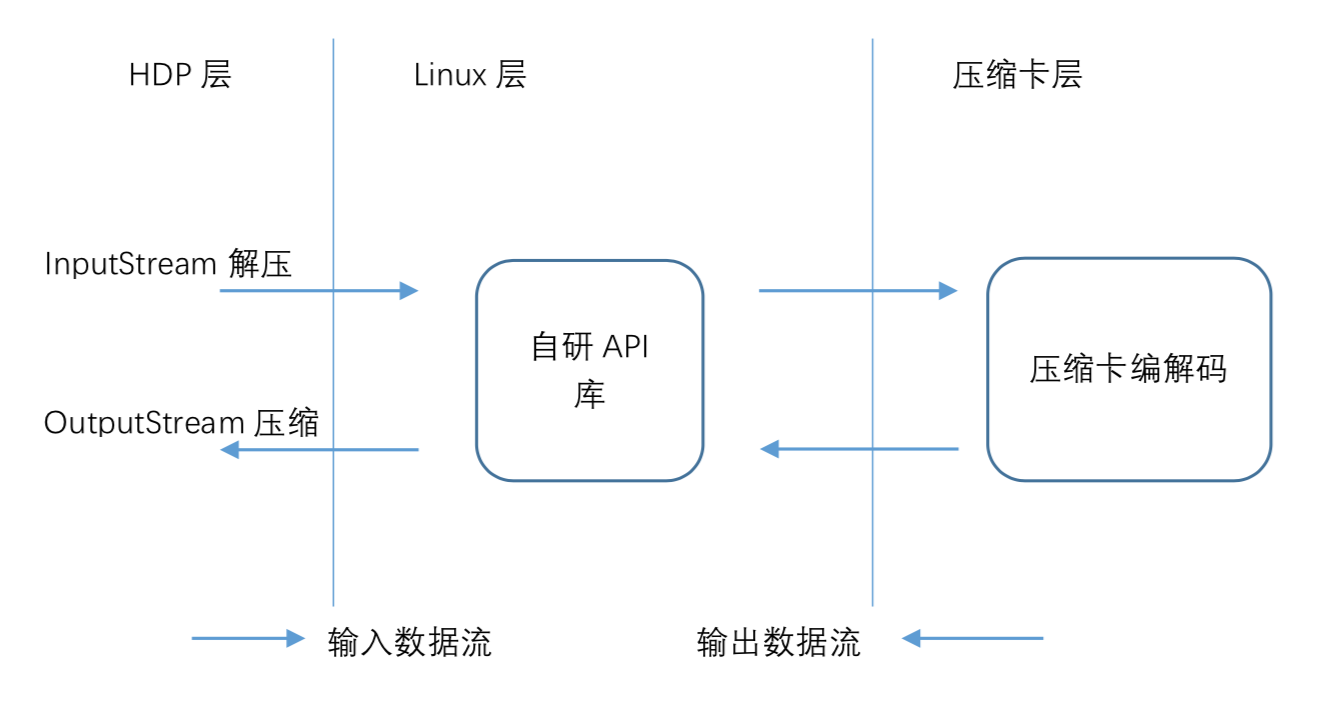 HDP 层
Linux 层
压缩卡层
InputStream 解压
自研 API
库
压缩卡编解码
OutputStream 压缩
输入数据流
输出数据流